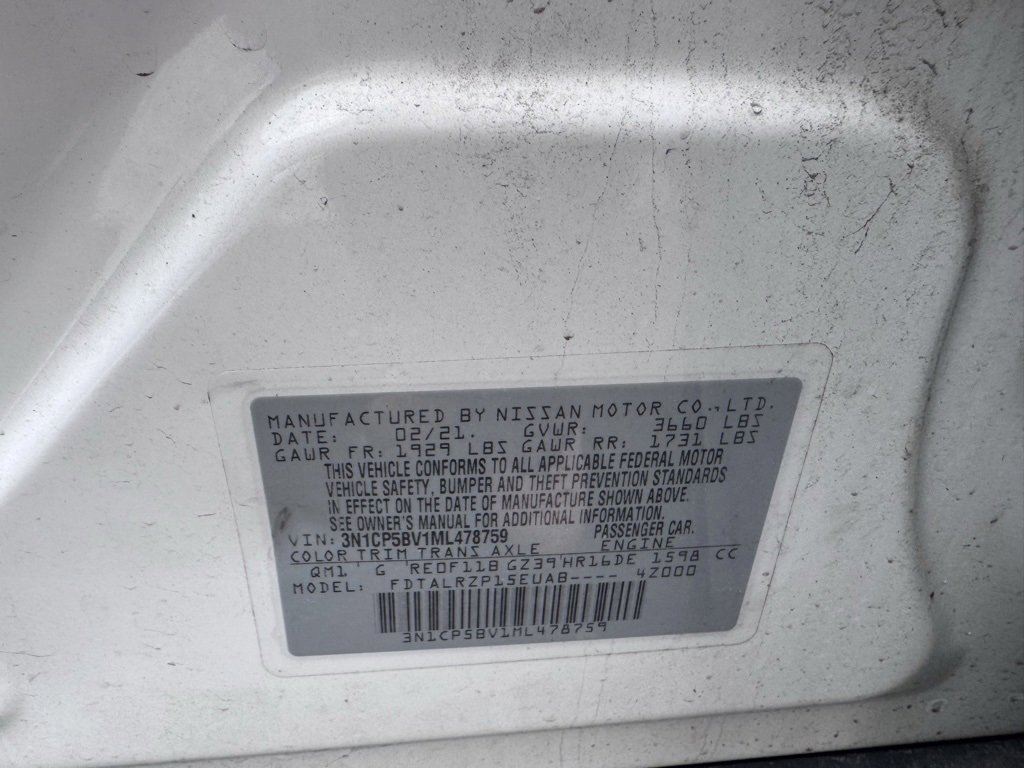 MANUFACTURED BY NISSAN MOTOR CO., LTD.
DATE: 02/21. GVWR: 3660 LBS
GAWR FR: 1929 LBS GAWR RR: 1731 LBS
THIS VEHICLE CONFORMS TO ALL APPLICABLE FEDERAL MOTOR
VEHICLE SAFETY, BUMPER AND THEFT PREVENTION STANDARDS
IN EFFECT ON THE DATE OF MANUFACTURE SHOWN ABOVE.
SEE OWNER'S MANUAL FOR ADDITIONAL INFORMATION.
VIN: 3N1CP5BV1ML478759 PASSENGER CAR.
COLOR TRIM TRANS AXLE ENGINE
QM1 G RE0F11B GZ39 HR16DE 1598 CC
MODEL: FDTALRZP15EUAB---- 4Z000
3N1CP5BV1ML478759